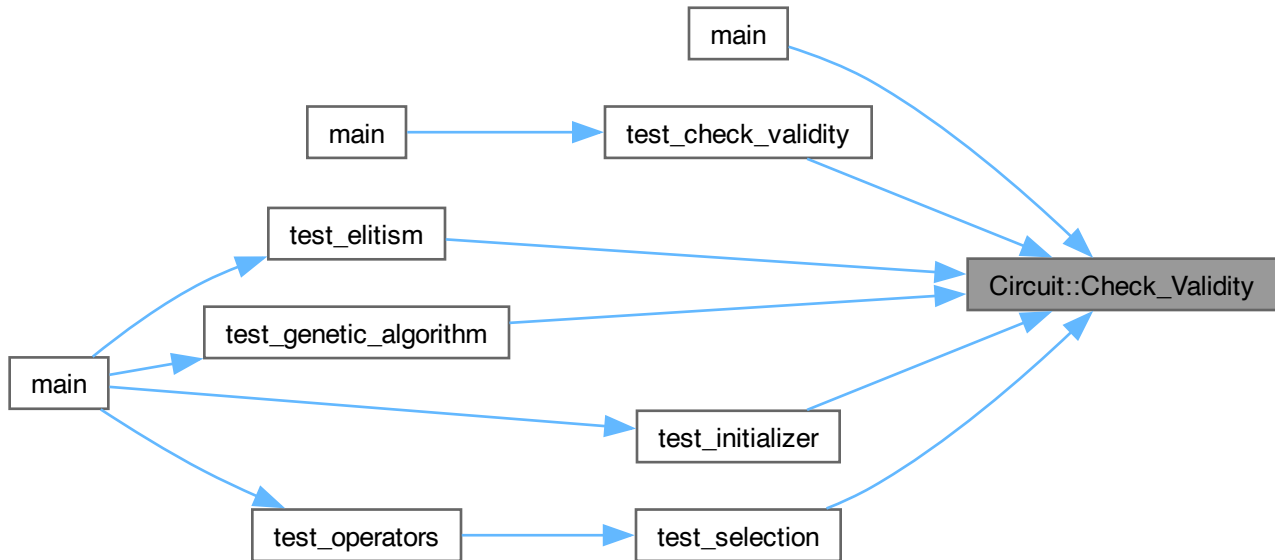 main
main
test_check_validity
test_elitism
Circuit::Check_Validity
test_genetic_algorithm
main
test_initializer
test_operators
test_selection